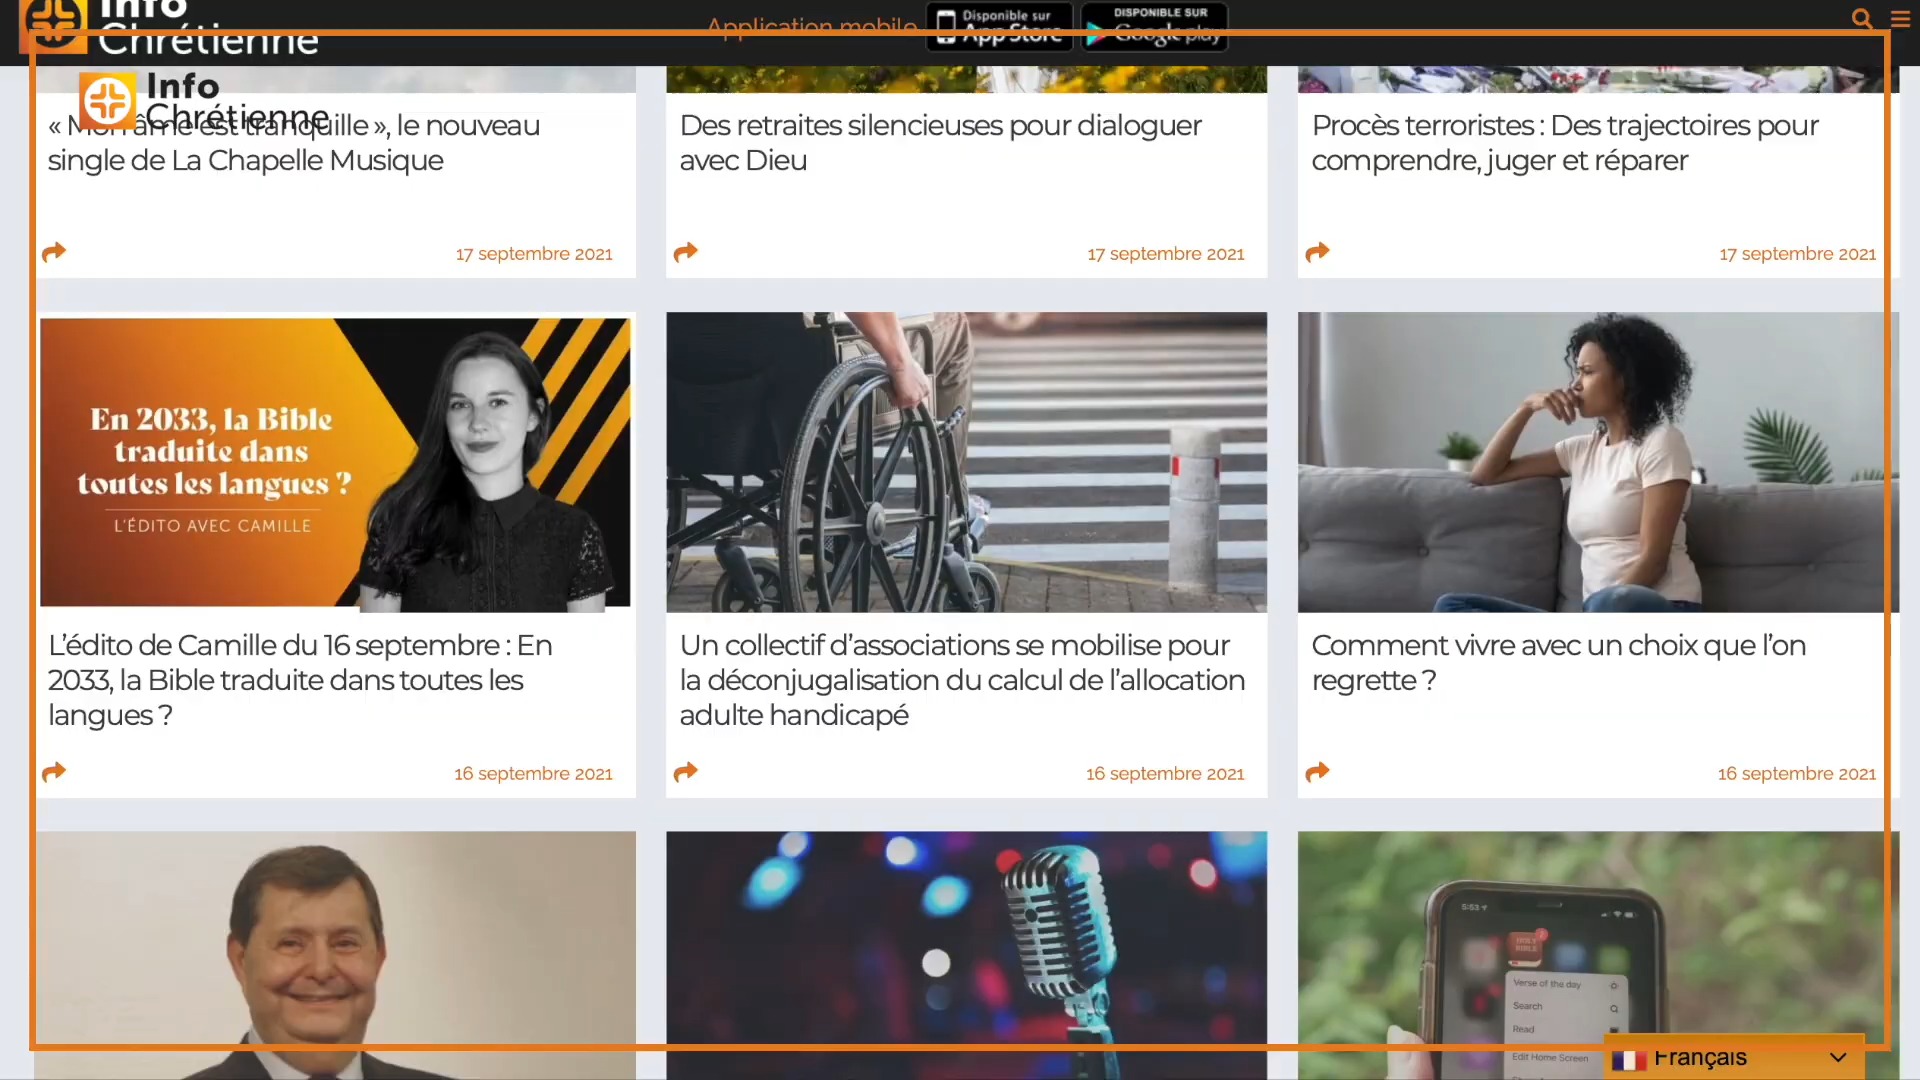 Info
Chrétienne
Application mobile
Disponible sur
App Store
DISPONIBLE SUR
Google play
Info
Chrétienne
« Mon âme est tranquille », le nouveau
single de La Chapelle Musique
17 septembre 2021
Des retraites silencieuses pour dialoguer
avec Dieu
17 septembre 2021
Procès terroristes : Des trajectoires pour
comprendre, juger et réparer
17 septembre 2021
En 2033, la Bible
traduite dans
toutes les langues ?
L'ÉDITO AVEC CAMILLE
L’édito de Camille du 16 septembre : En
2033, la Bible traduite dans toutes les
langues ?
16 septembre 2021
Un collectif d’associations se mobilise pour
la déconjugalisation du calcul de l’allocation
adulte handicapé
16 septembre 2021
Comment vivre avec un choix que l’on
regrette ?
16 septembre 2021
5:53
HOLY
BIBLE
2
Verse of the day
Search
Read
Edit Home Screen
Français